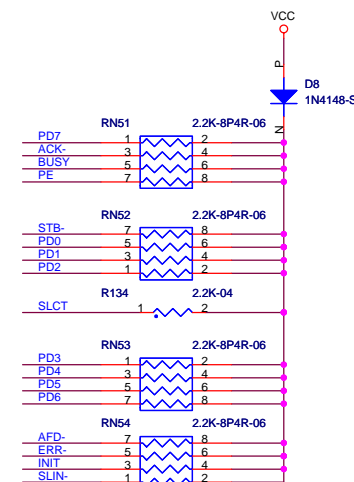 VCC
P
D8
1N4148-S
N
RN51 2.2K-8P4R-06
PD7 1 2
ACK- 3 4
BUSY 5 6
PE 7 8
RN52 2.2K-8P4R-06
STB- 7 8
PD0 5 6
PD1 3 4
PD2 1 2
R134 2.2K-04
SLCT 1 2
RN53 2.2K-8P4R-06
PD3 1 2
PD4 3 4
PD5 5 6
PD6 7 8
RN54 2.2K-8P4R-06
AFD- 7 8
ERR- 5 6
INIT 3 4
SLIN- 1 2